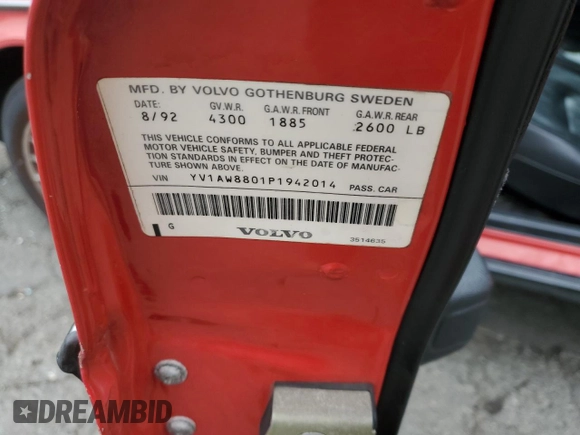 MFD. BY VOLVO GOTHENBURG SWEDEN
DATE: GV.W.R. G.A.W.R. FRONT G.A.W.R. REAR
8/92 4300 1885 2600 LB
THIS VEHICLE CONFORMS TO ALL APPLICABLE FEDERAL
MOTOR VEHICLE SAFETY, BUMPER AND THEFT PROTEC-
TION STANDARDS IN EFFECT ON THE DATE OF MANUFAC-
TURE SHOWN ABOVE.
VIN YV1AW8801P1942014 PASS. CAR
G VOLVO 3514635
DREAMBID